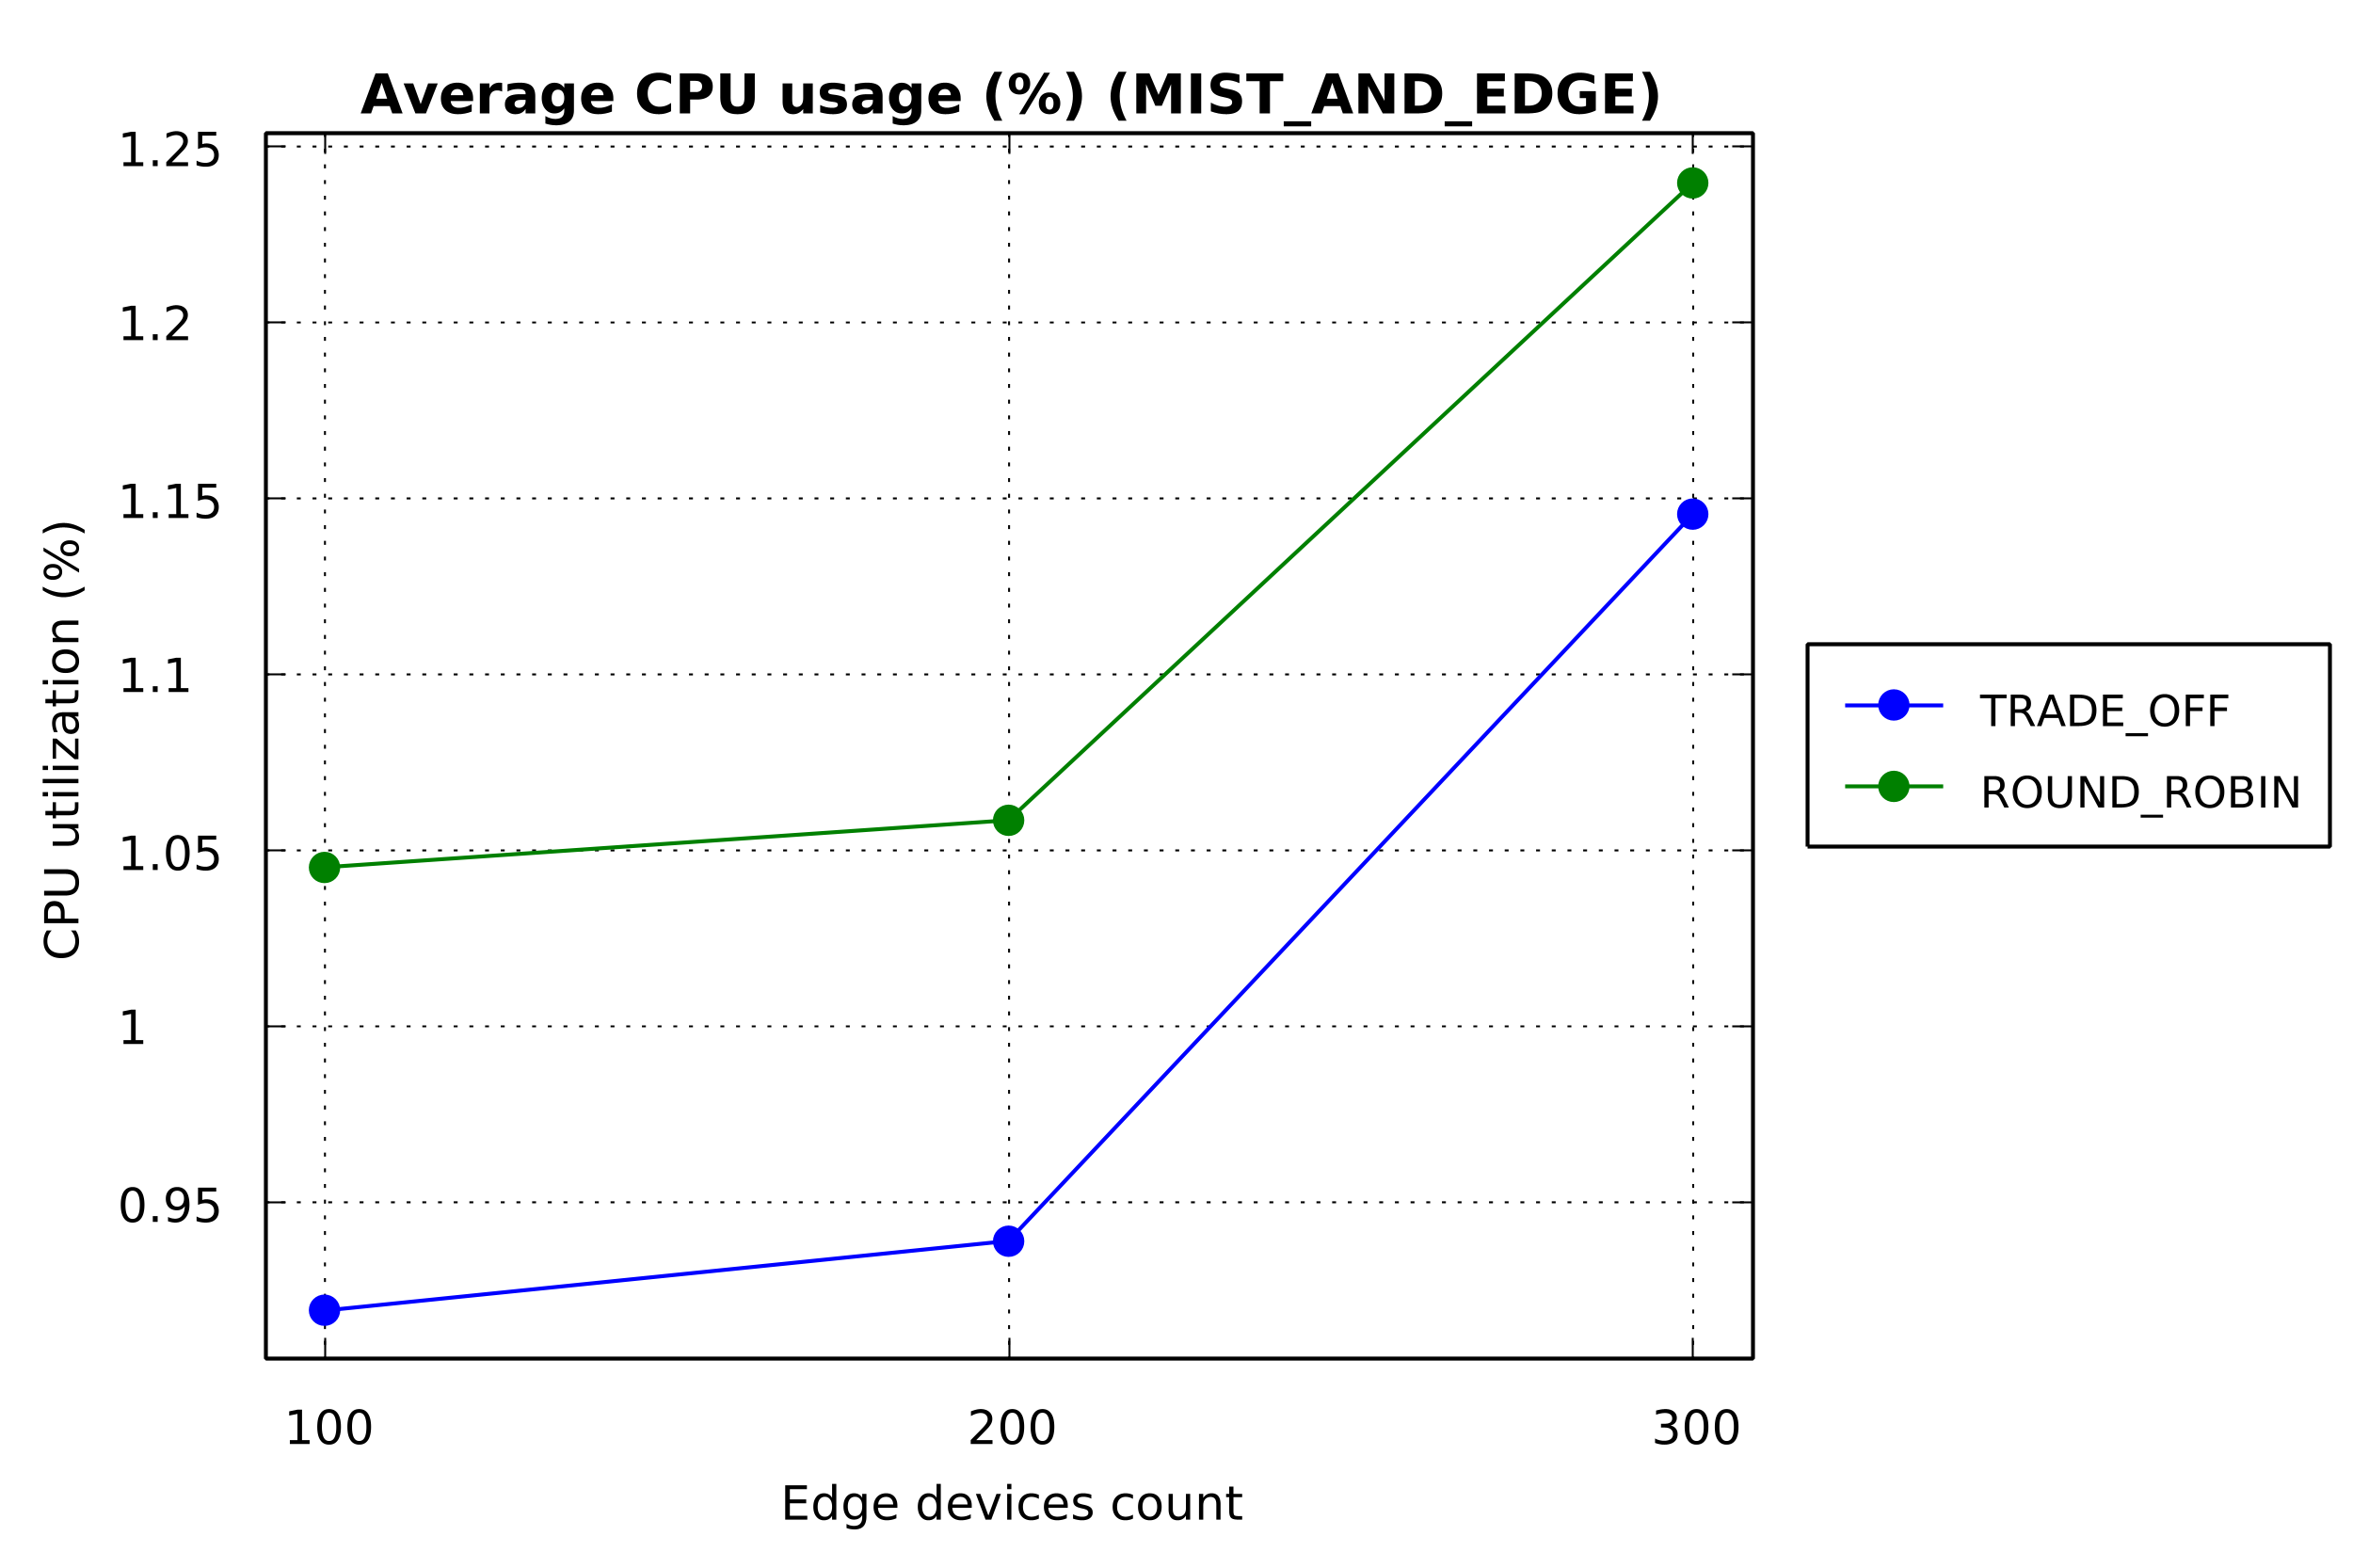 Average CPU usage (%) (MIST_AND_EDGE)
CPU utilization (%)
1.25
1.2
1.15
1.1
1.05
1
0.95
100
200
300
Edge devices count
TRADE_OFF
ROUND_ROBIN